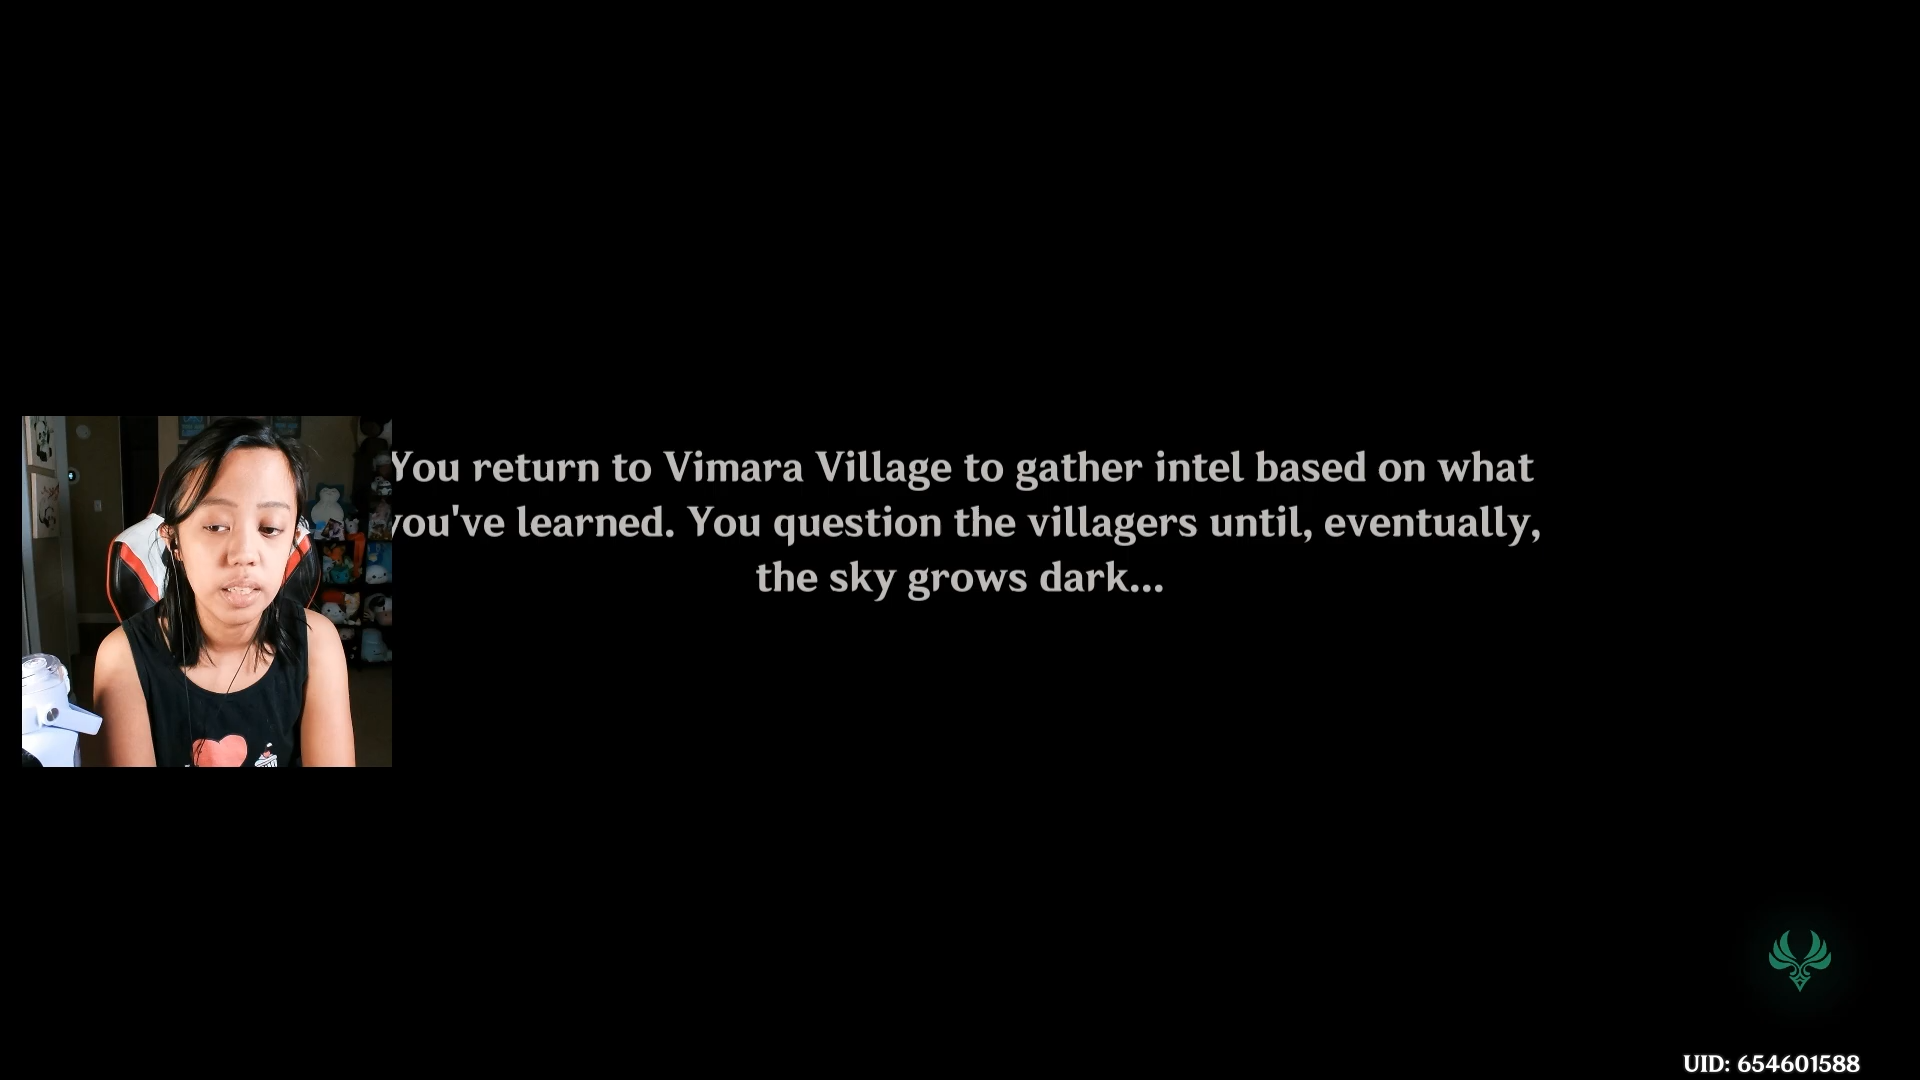 You return to Vimara Village to gather intel based on what
you've learned. You question the villagers until, eventually,
the sky grows dark...
UID: 654601588